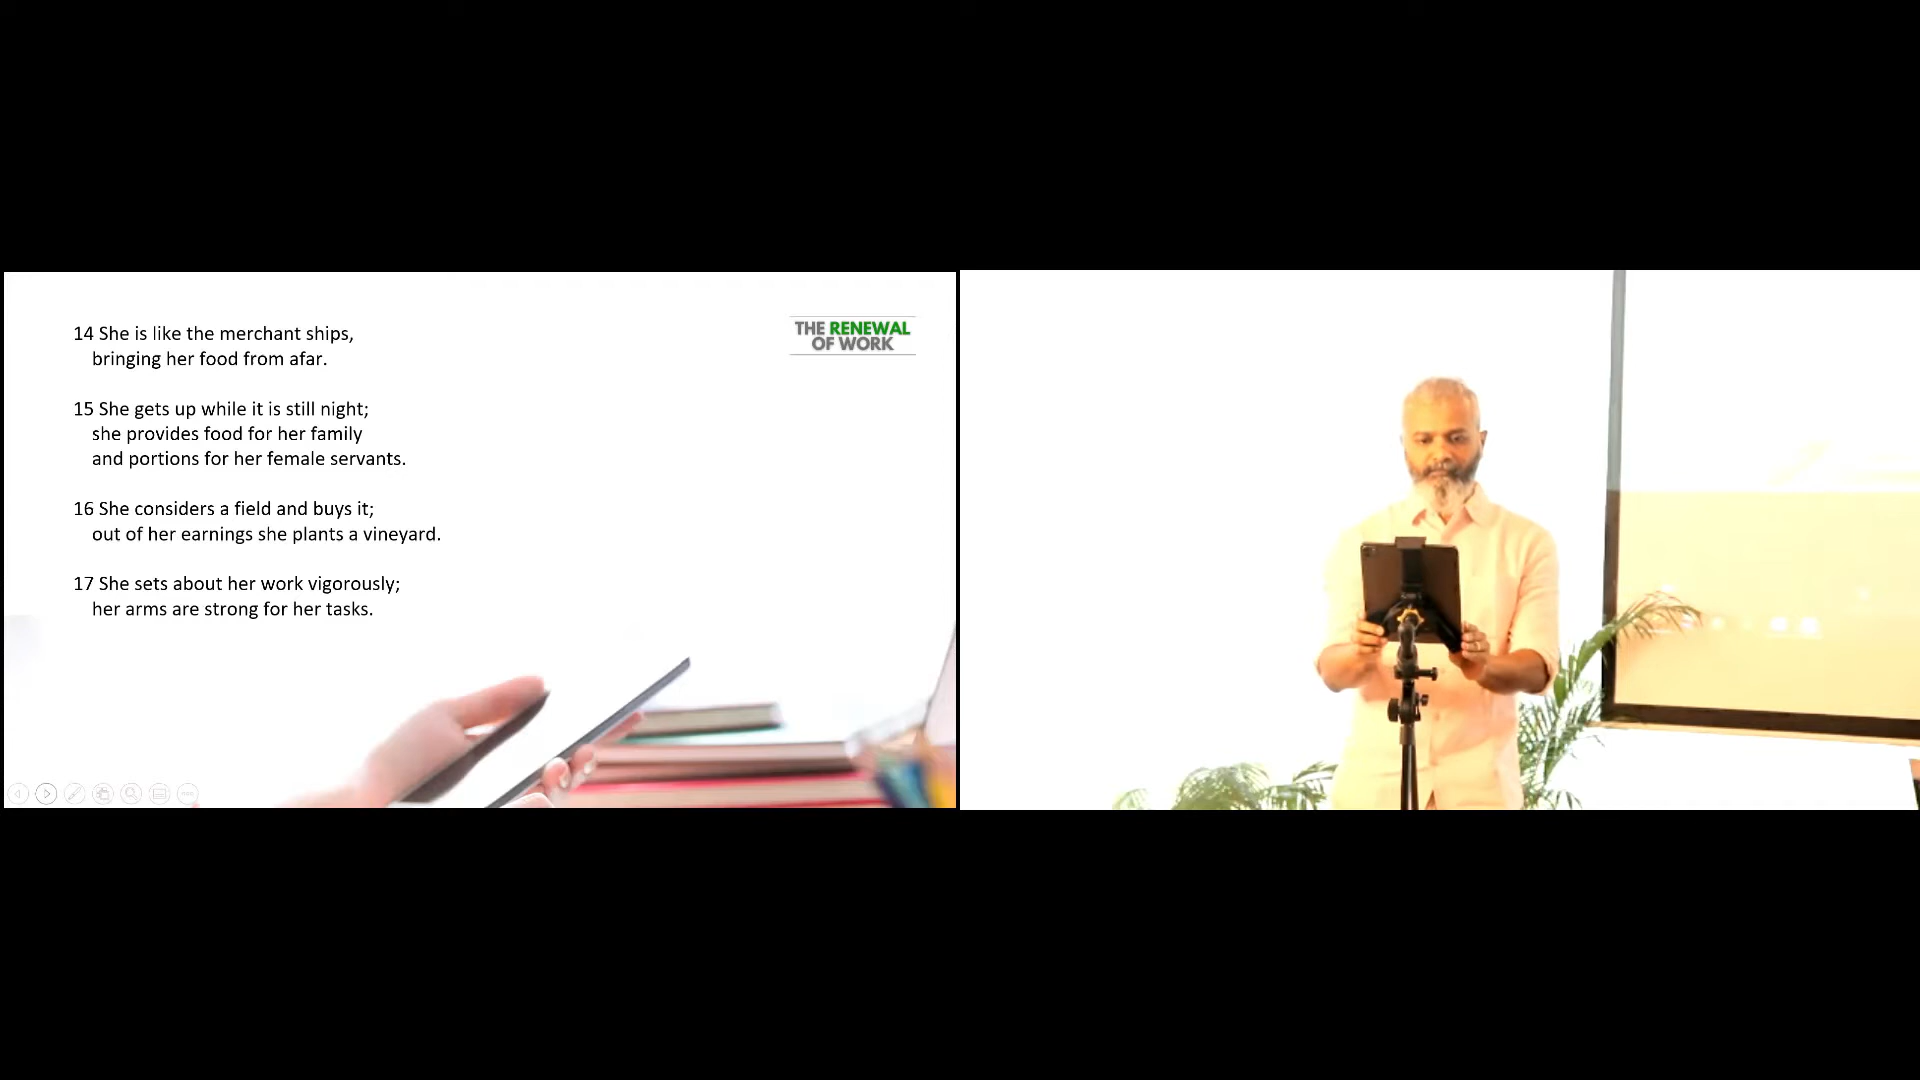 14 She is like the merchant ships,
bringing her food from afar.
15 She gets up while it is still night;
she provides food for her family
and portions for her female servants.
16 She considers a field and buys it;
out of her earnings she plants a vineyard.
17 She sets about her work vigorously;
her arms are strong for her tasks.
THE RENEWAL
OF WORK